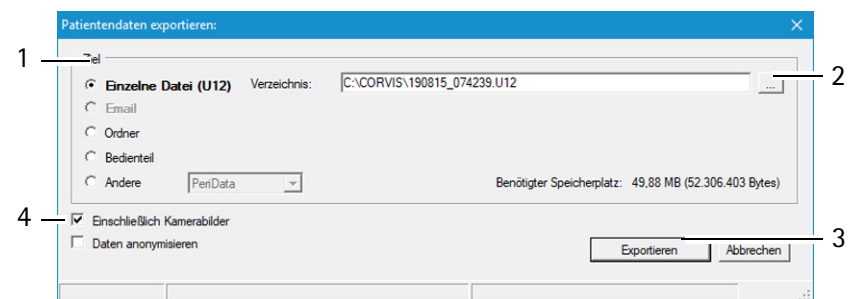 Patientendaten exportieren:
1
Ziel
Einzelne Datei (U12) Verzeichnis: C:\CORVIS\190815_074239.U12 ... 2
Email
Ordner
Bedienteil
Andere PeriData Benötigter Speicherplatz: 49,88 MB (52.306.403 Bytes)
4 Einschließlich Kamerabilder
Daten anonymisieren Exportieren Abbrechen 3